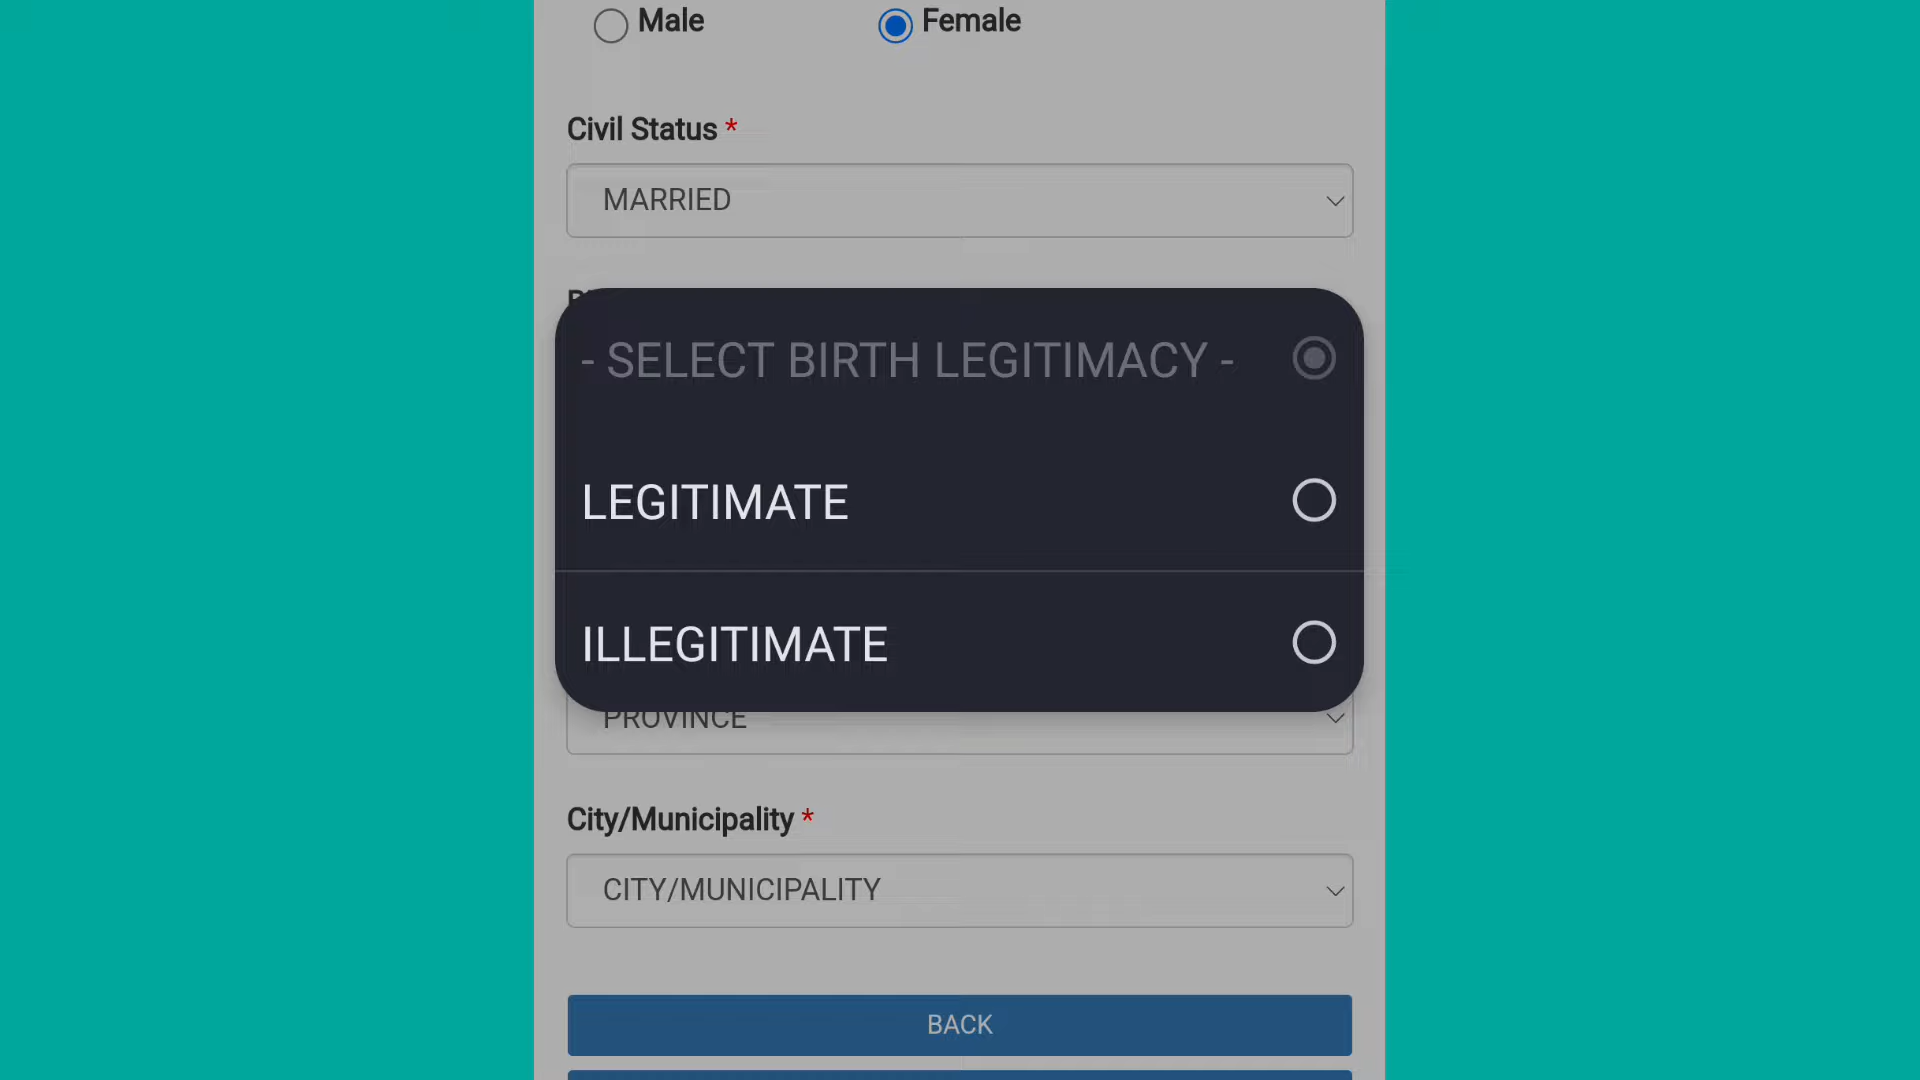 Male
Female
Civil Status *
MARRIED
- SELECT BIRTH LEGITIMACY -
LEGITIMATE
ILLEGITIMATE
PROVINCE
City/Municipality *
CITY/MUNICIPALITY
BACK